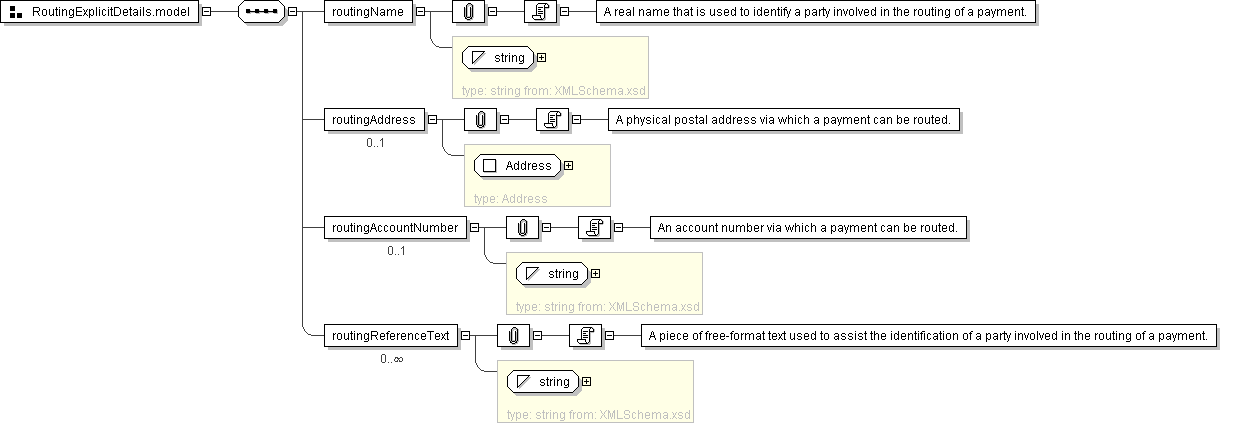 RoutingExplicitDetails.model
routingName
A real name that is used to identify a party involved in the routing of a payment.
string
type: string from: XMLSchema.xsd
routingAddress
A physical postal address via which a payment can be routed.
0..1
Address
type: Address
routingAccountNumber
An account number via which a payment can be routed.
0..1
string
type: string from: XMLSchema.xsd
routingReferenceText
A piece of free-format text used to assist the identification of a party involved in the routing of a payment.
0..∞
string
type: string from: XMLSchema.xsd